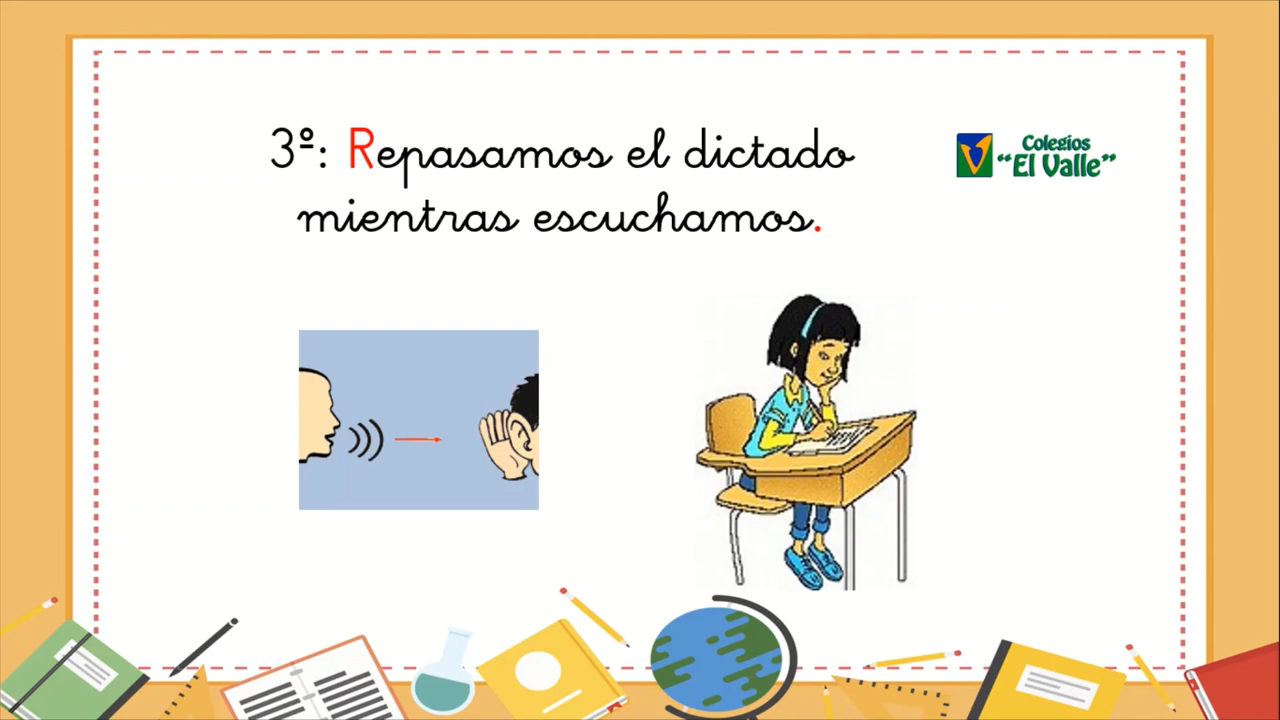 3º: Repasamos el dictado
mientras escuchamos.
Colegios
“El Valle”